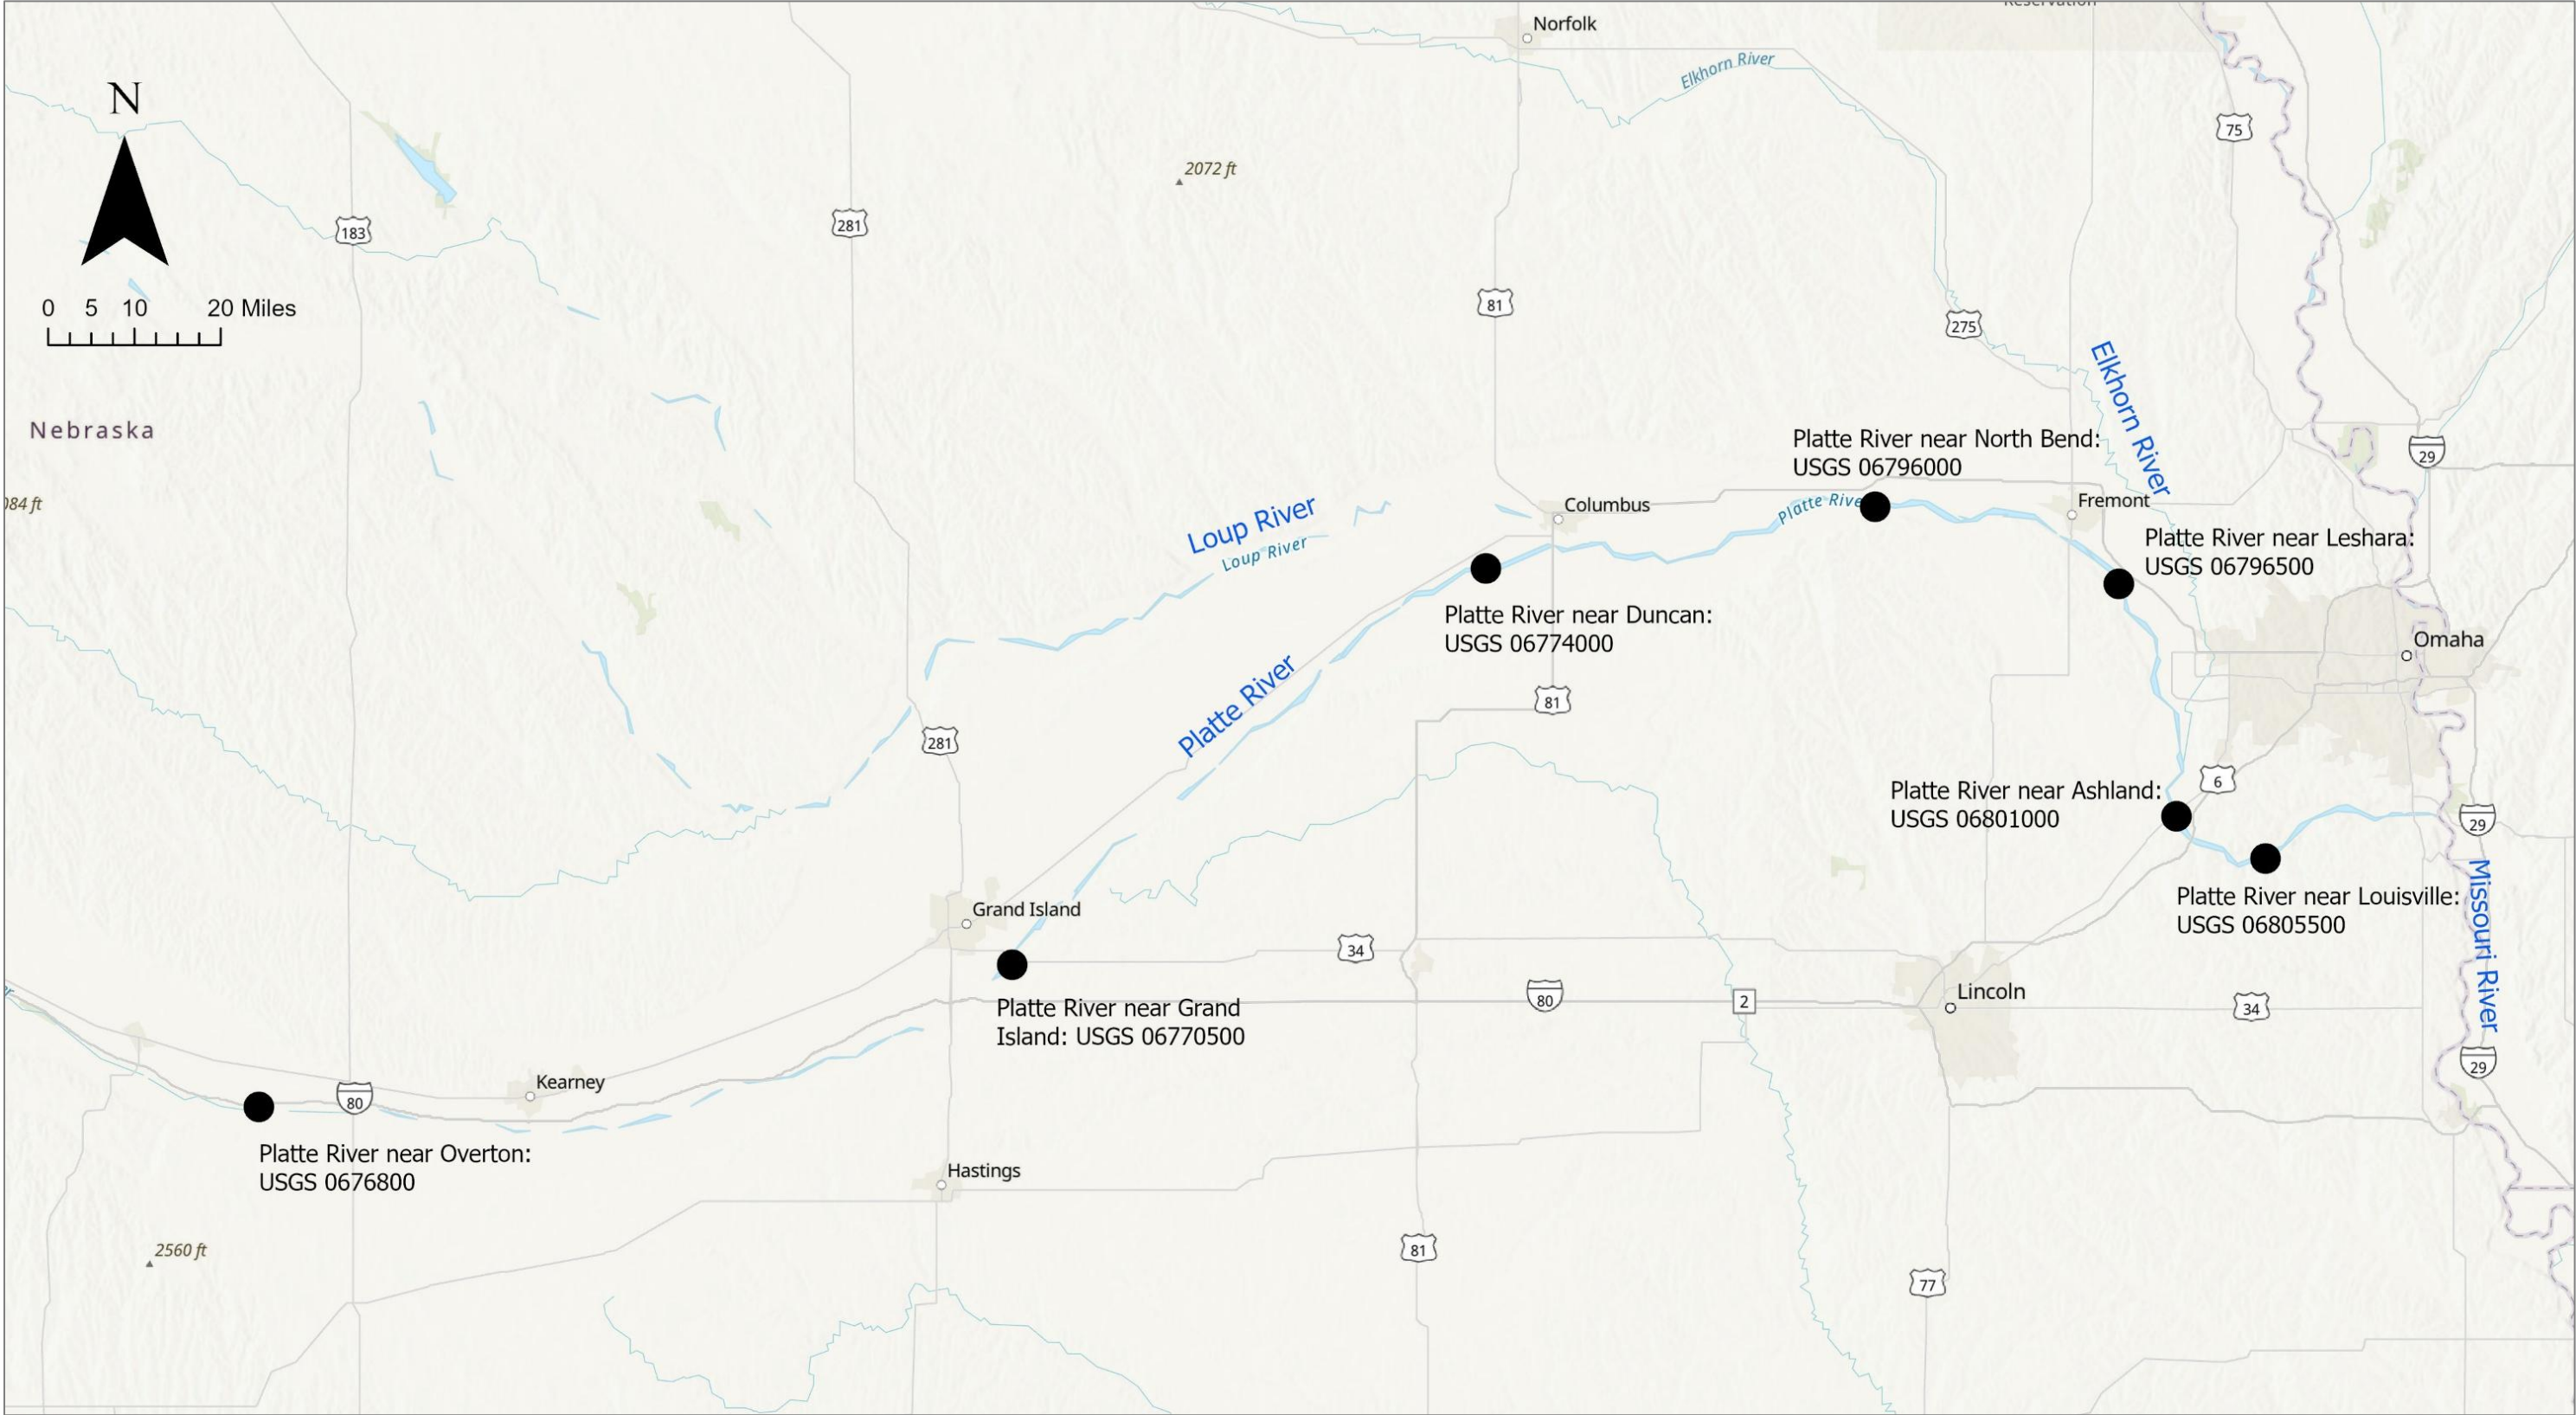 Reservation
Norfolk
Elkhorn River
N
75
2072 ft
183
281
0 5 10 20 Miles
81
275
Elkhorn River
Nebraska
Platte River near North Bend:
USGS 06796000
29
Loup River
Loup River
Columbus
Platte River
Fremont
Platte River near Leshara:
USGS 06796500
Platte River near Duncan:
USGS 06774000
Omaha
Platte River
81
281
6
Platte River near Ashland:
USGS 06801000
29
Platte River near Louisville:
USGS 06805500
Missouri River
Grand Island
34
Platte River near Grand
Island: USGS 06770500
80
2
Lincoln
34
29
Kearney
80
Platte River near Overton:
USGS 0676800
Hastings
2560 ft
81
77